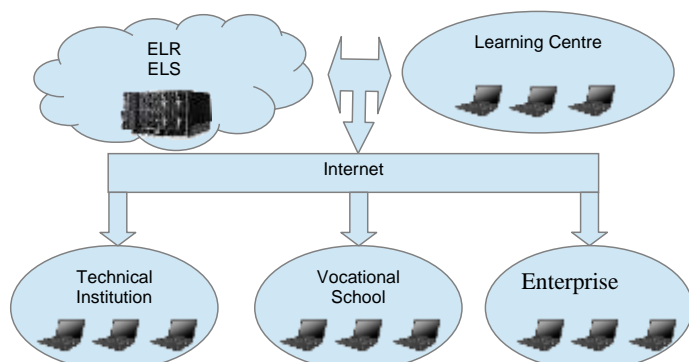 ELR
ELS
Learning Centre
Internet
Technical
Institution
Vocational
School
Enterprise